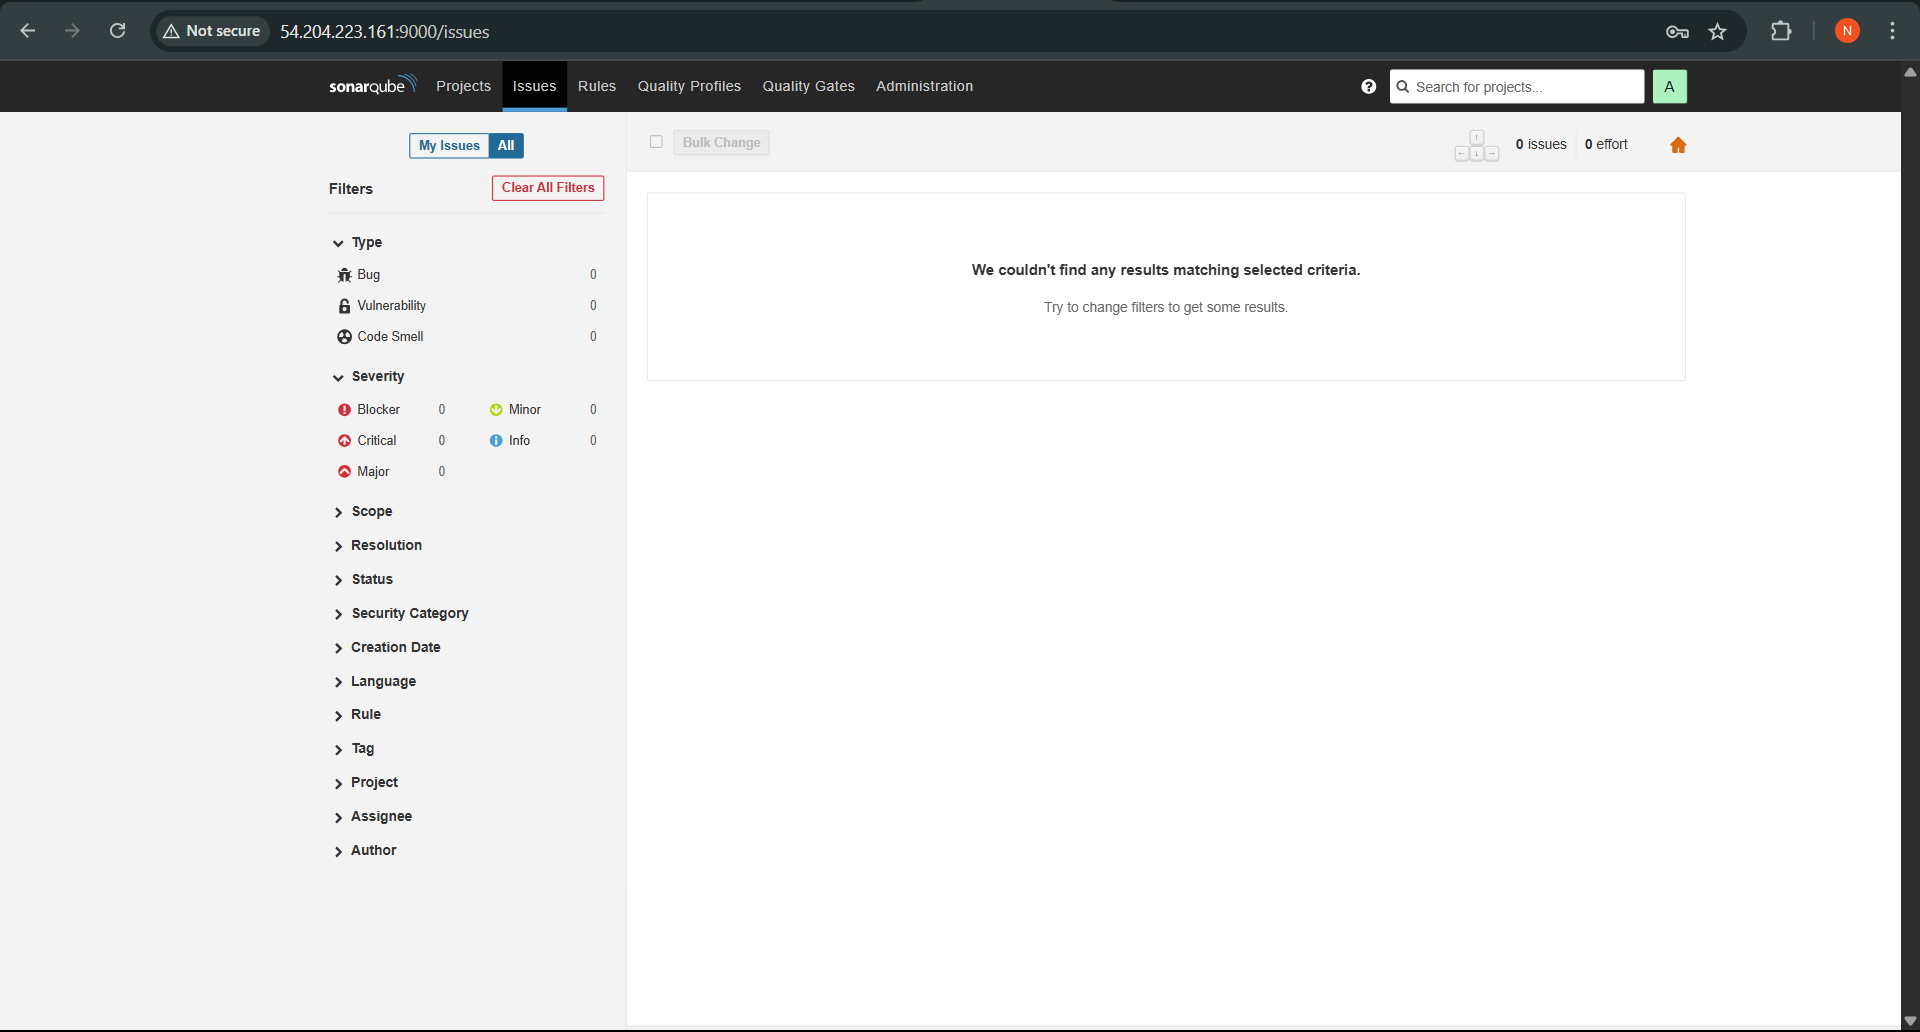 Not secure 54.204.223.161:9000/issues N
sonarqube Projects Issues Rules Quality Profiles Quality Gates Administration ? Search for projects... A
My Issues All
Bulk Change
0 issues 0 effort
Filters Clear All Filters
Type
Bug 0
Vulnerability 0
Code Smell 0
Severity
Blocker 0 Minor 0
Critical 0 Info 0
Major 0
Scope
Resolution
Status
Security Category
Creation Date
Language
Rule
Tag
Project
Assignee
Author
We couldn't find any results matching selected criteria.
Try to change filters to get some results.